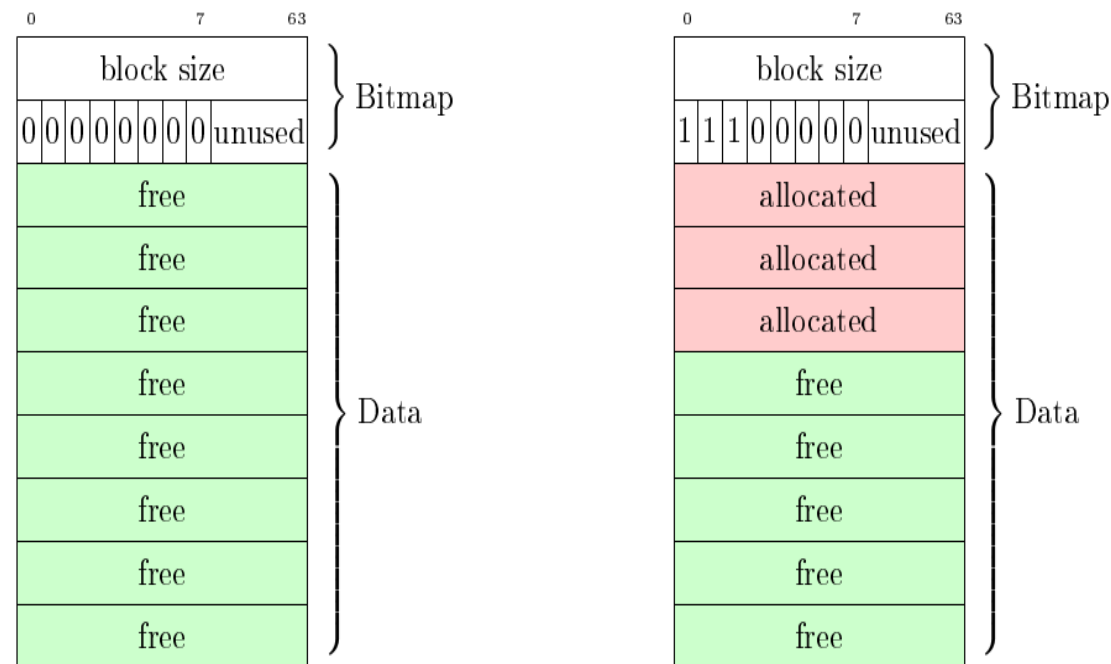 0 7 63
block size
Bitmap
0 0 0 0 0 0 0 0 unused
free
free
free
free
Data
free
free
free
free
0 7 63
block size
Bitmap
1 1 1 0 0 0 0 0 unused
allocated
allocated
allocated
free
Data
free
free
free
free